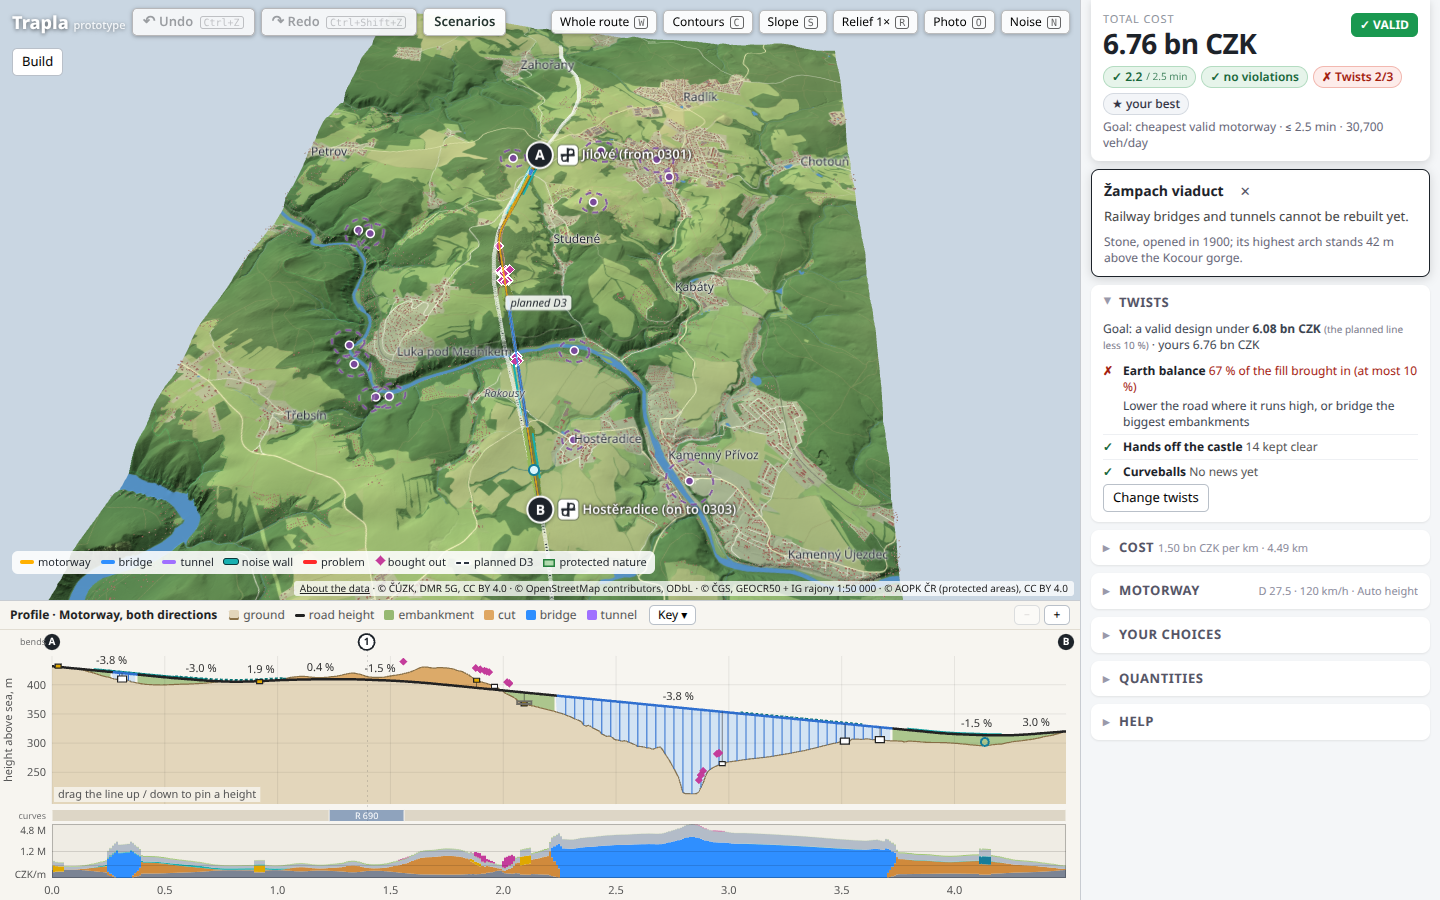 Trapla prototype
↶ Undo Ctrl+Z
↷ Redo Ctrl+Shift+Z
Scenarios
Whole route W
Contours C
Slope S
Relief 1× R
Photo O
Noise N
Build
Zahořany
Radlík
Petrov
A
Jílové (from 0301)
Chotouň
Studené
Kabáty
planned D3
Luka pod Medníkem
Rakousy
Třebsín
Hostěradice
Kamenný Přívoz
B
Hostěradice (on to 0303)
Kamenný Újezdec
motorway bridge tunnel noise wall problem bought out planned D3 protected nature
About the data · © ČÚZK, DMR 5G, CC BY 4.0 · © OpenStreetMap contributors, ODbL · © ČGS, GEOCR50 + IG rajony 1:50 000 · © AOPK ČR (protected areas), CC BY 4.0
Profile · Motorway, both directions ground road height embankment cut bridge tunnel Key ▾
− +
bends A 1 B
-3.8 % -3.0 % 1.9 % 0.4 % -1.5 % -3.8 % -1.5 % 3.0 %
height above sea, m
400
350
300
250
drag the line up / down to pin a height
curves R 690
4.8 M
1.2 M
CZK/m
0.0 0.5 1.0 1.5 2.0 2.5 3.0 3.5 4.0
TOTAL COST
✓ VALID
6.76 bn CZK
✓ 2.2 / 2.5 min ✓ no violations ✗ Twists 2/3
★ your best
Goal: cheapest valid motorway · ≤ 2.5 min · 30,700
veh/day
Žampach viaduct ✕
Railway bridges and tunnels cannot be rebuilt yet.
Stone, opened in 1900; its highest arch stands 42 m
above the Kocour gorge.
▼ TWISTS
Goal: a valid design under 6.08 bn CZK (the planned line
less 10 %) · yours 6.76 bn CZK
✗ Earth balance 67 % of the fill brought in (at most 10
%)
Lower the road where it runs high, or bridge the
biggest embankments
✓ Hands off the castle 14 kept clear
✓ Curveballs No news yet
Change twists
▶ COST 1.50 bn CZK per km · 4.49 km
▶ MOTORWAY D 27.5 · 120 km/h · Auto height
▶ YOUR CHOICES
▶ QUANTITIES
▶ HELP